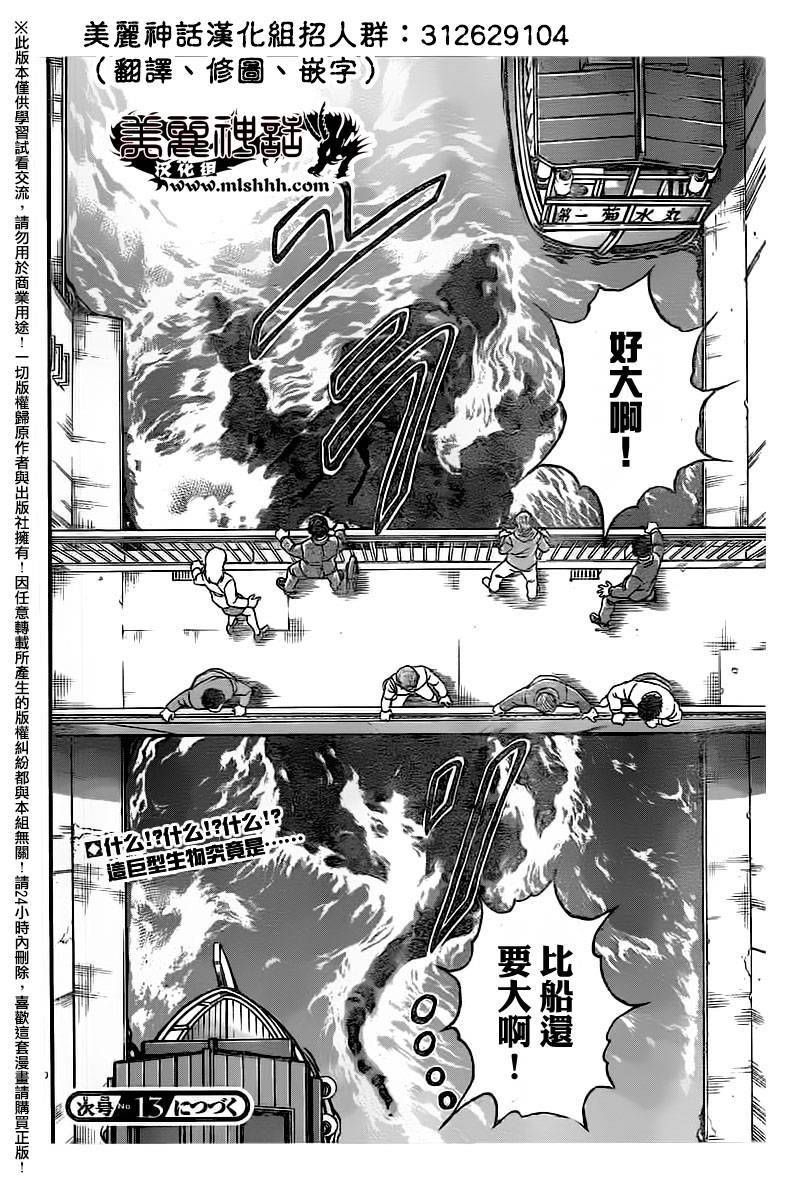 美麗神話漢化組招人群：312629104
（翻譯、修圖、嵌字）
美麗神話
汉化组
www.mlshhh.com
※此版本僅供學習試看交流，請勿用於商業用途！一切版權歸原作者與出版社擁有！因任意轉載所產生的版權糾紛都與本組無關！請24小時內刪除，喜歡這套漫畫請購買正版！
第一菊水丸
好大啊！
什么!?什么!?什么!?
這巨型生物究竟是……
比船還
要大啊！
次号No.13につづく